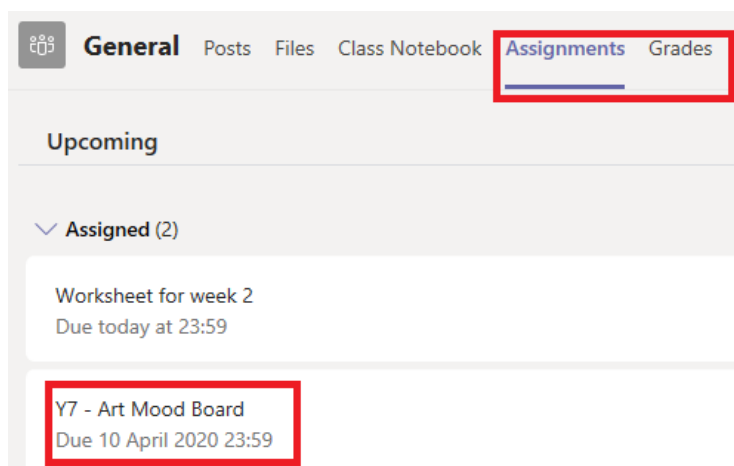 General Posts Files Class Notebook Assignments Grades
Upcoming
Assigned (2)
Worksheet for week 2
Due today at 23:59
Y7 - Art Mood Board
Due 10 April 2020 23:59